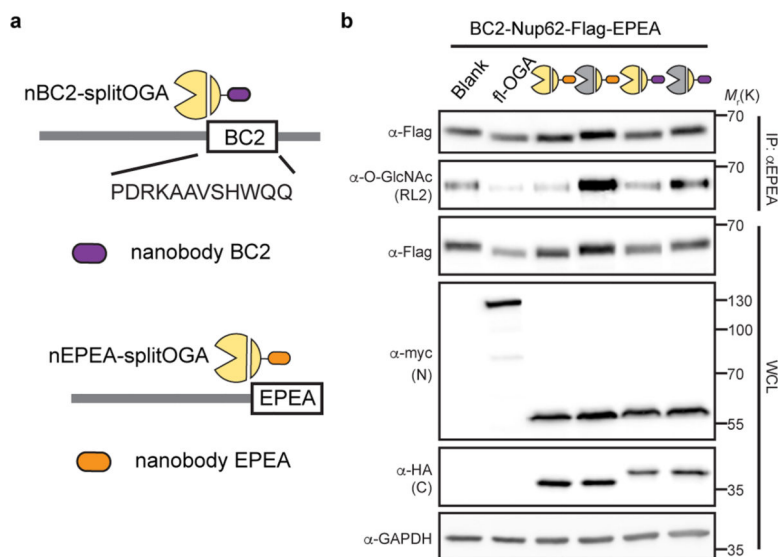 a
nBC2-splitOGA
BC2
PDRKAAVSHWQQ
nanobody BC2
nEPEA-splitOGA
EPEA
nanobody EPEA
b
BC2-Nup62-Flag-EPEA
Blank
fl-OGA
Mr(K)
α-Flag
70
α-O-GlcNAc
(RL2)
70
IP: αEPEA
α-Flag
70
α-myc
(N)
130
100
70
55
α-HA
(C)
35
α-GAPDH
35
WCL